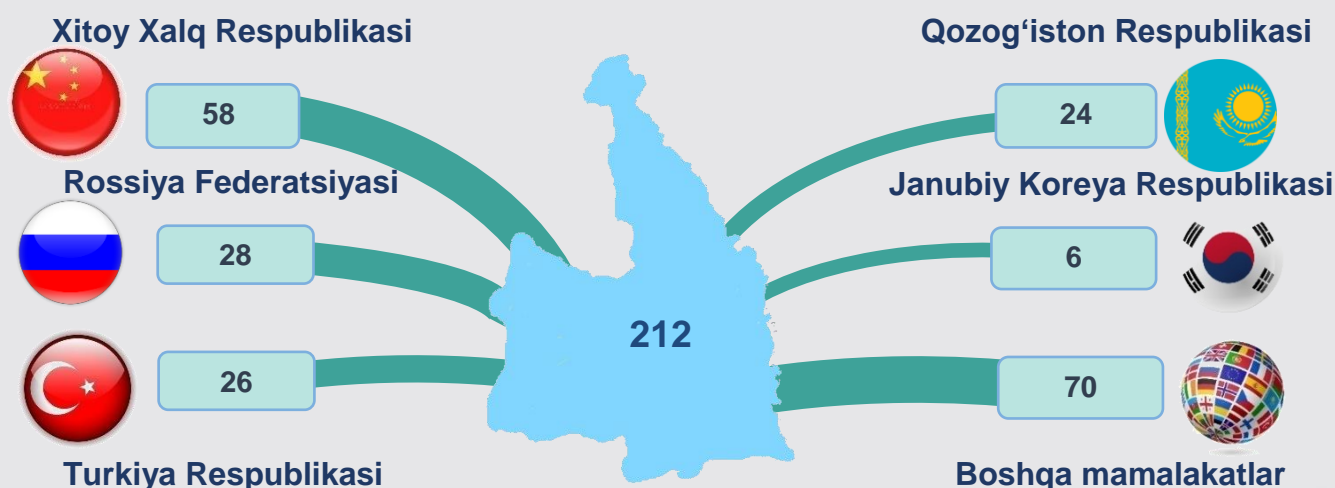 Xitoy Xalq Respublikasi
58
Rossiya Federatsiyasi
28
26
Turkiya Respublikasi
212
Qozog‘iston Respublikasi
24
Janubiy Koreya Respublikasi
6
70
Boshqa mamalakatlar